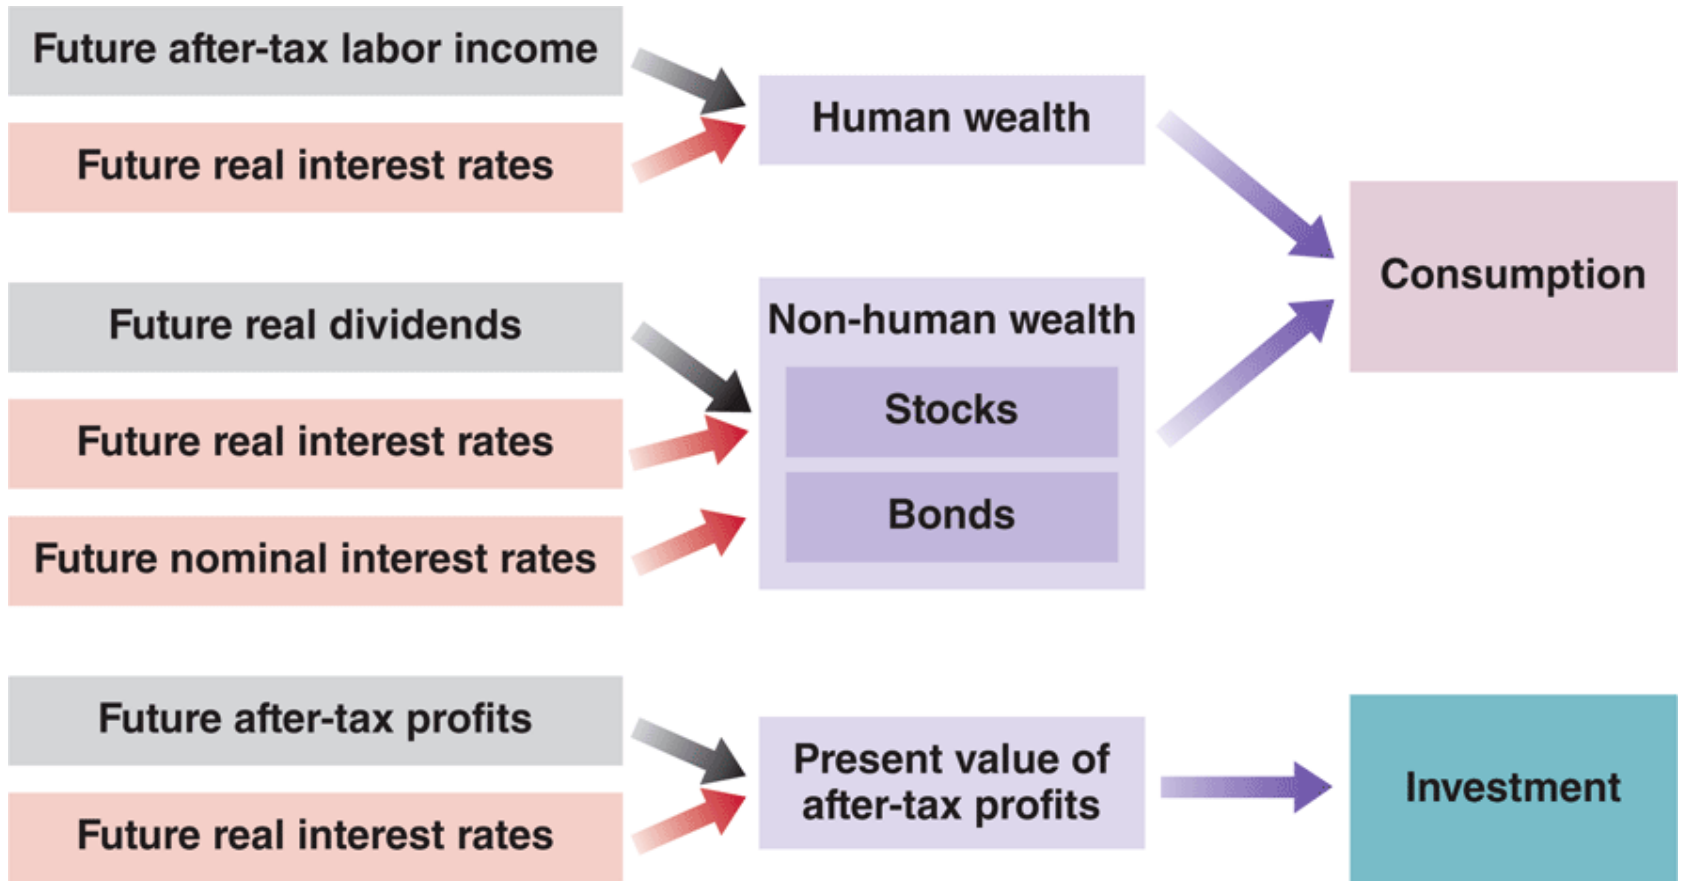 Future after-tax labor income
Future real interest rates
Human wealth
Future real dividends
Future real interest rates
Future nominal interest rates
Non-human wealth
Stocks
Bonds
Consumption
Future after-tax profits
Future real interest rates
Present value of
after-tax profits
Investment